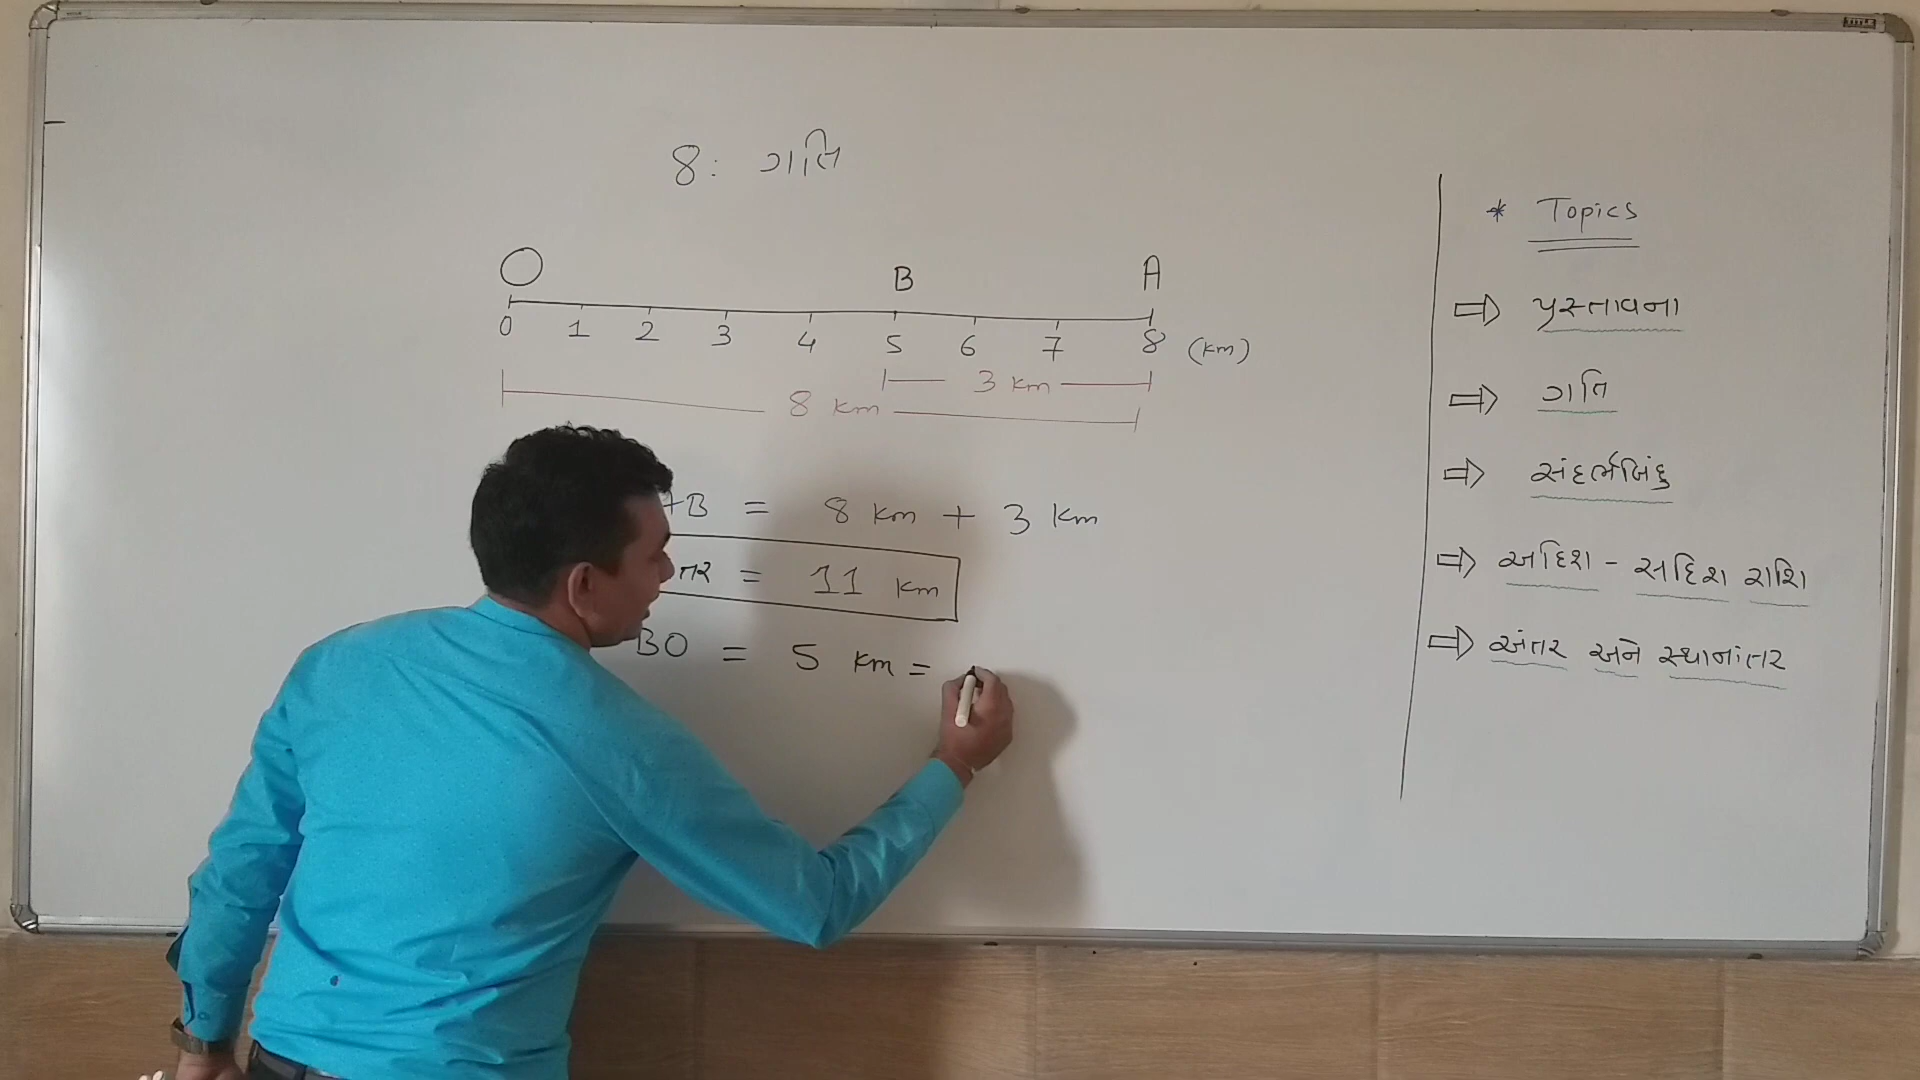 8: ગતિ
O B A
0 1 2 3 4 5 6 7 8 (km)
3 km
8 km
+B = 8 km + 3 km
તર = 11 km
BO = 5 km =
* Topics
⇨ પ્રસ્તાવના
⇨ ગતિ
⇨ સંદર્ભબિંદુ
⇨ અદિશ - સદિશ રાશિ
⇨ અંતર અને સ્થાનાંતર